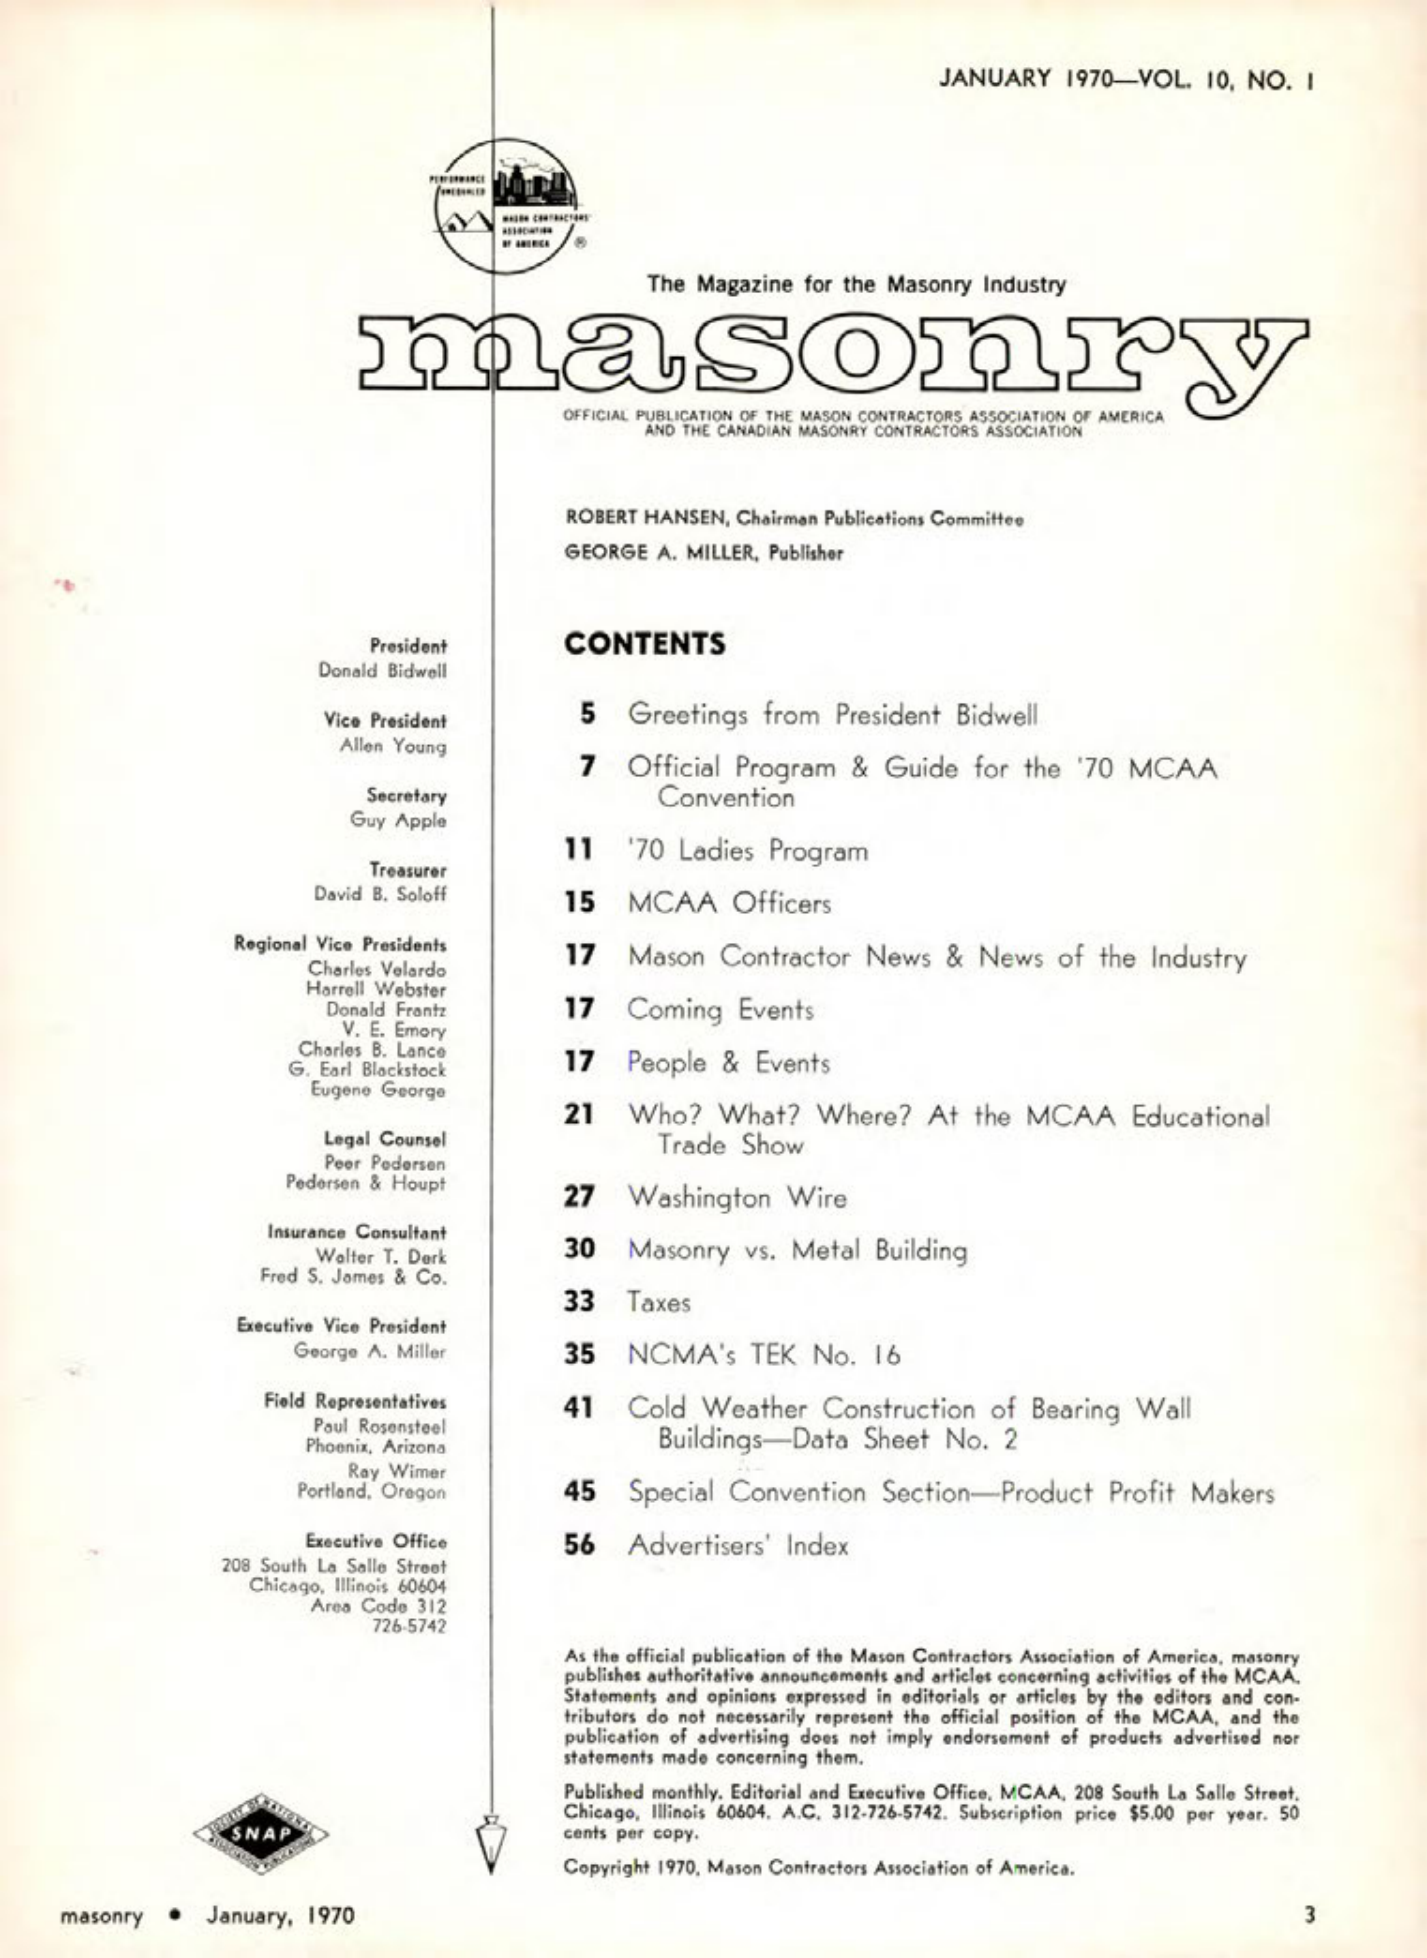 JANUARY 1970—VOL. 10, NO. 1
PERFORMANCE
UNEQUALED
MASON CONTRACTORS'
ASSOCIATION
OF AMERICA
®
The Magazine for the Masonry Industry
masonry
OFFICIAL PUBLICATION OF THE MASON CONTRACTORS ASSOCIATION OF AMERICA
AND THE CANADIAN MASONRY CONTRACTORS ASSOCIATION
ROBERT HANSEN, Chairman Publications Committee
GEORGE A. MILLER, Publisher
President
Donald Bidwell
Vice President
Allen Young
Secretary
Guy Apple
Treasurer
David B. Soloff
Regional Vice Presidents
Charles Velardo
Harrell Webster
Donald Frantz
V. E. Emory
Charles B. Lance
G. Earl Blackstock
Eugene George
Legal Counsel
Peer Pedersen
Pedersen & Houpt
Insurance Consultant
Walter T. Derk
Fred S. James & Co.
Executive Vice President
George A. Miller
Field Representatives
Paul Rosensteel
Phoenix, Arizona
Ray Wimer
Portland, Oregon
Executive Office
208 South La Salle Street
Chicago, Illinois 60604
Area Code 312
726-5742
CONTENTS
5 Greetings from President Bidwell
7 Official Program & Guide for the '70 MCAA
Convention
11 '70 Ladies Program
15 MCAA Officers
17 Mason Contractor News & News of the Industry
17 Coming Events
17 People & Events
21 Who? What? Where? At the MCAA Educational
Trade Show
27 Washington Wire
30 Masonry vs. Metal Building
33 Taxes
35 NCMA's TEK No. 16
41 Cold Weather Construction of Bearing Wall
Buildings—Data Sheet No. 2
45 Special Convention Section—Product Profit Makers
56 Advertisers' Index
As the official publication of the Mason Contractors Association of America, masonry
publishes authoritative announcements and articles concerning activities of the MCAA.
Statements and opinions expressed in editorials or articles by the editors and con-
tributors do not necessarily represent the official position of the MCAA, and the
publication of advertising does not imply endorsement of products advertised nor
statements made concerning them.
Published monthly. Editorial and Executive Office, MCAA, 208 South La Salle Street,
Chicago, Illinois 60604. A.C. 312-726-5742. Subscription price $5.00 per year. 50
cents per copy.
Copyright 1970, Mason Contractors Association of America.
SOCIETY OF NATIONAL
SNAP
ASSOCIATION PUBLICATIONS
masonry • January, 1970
3